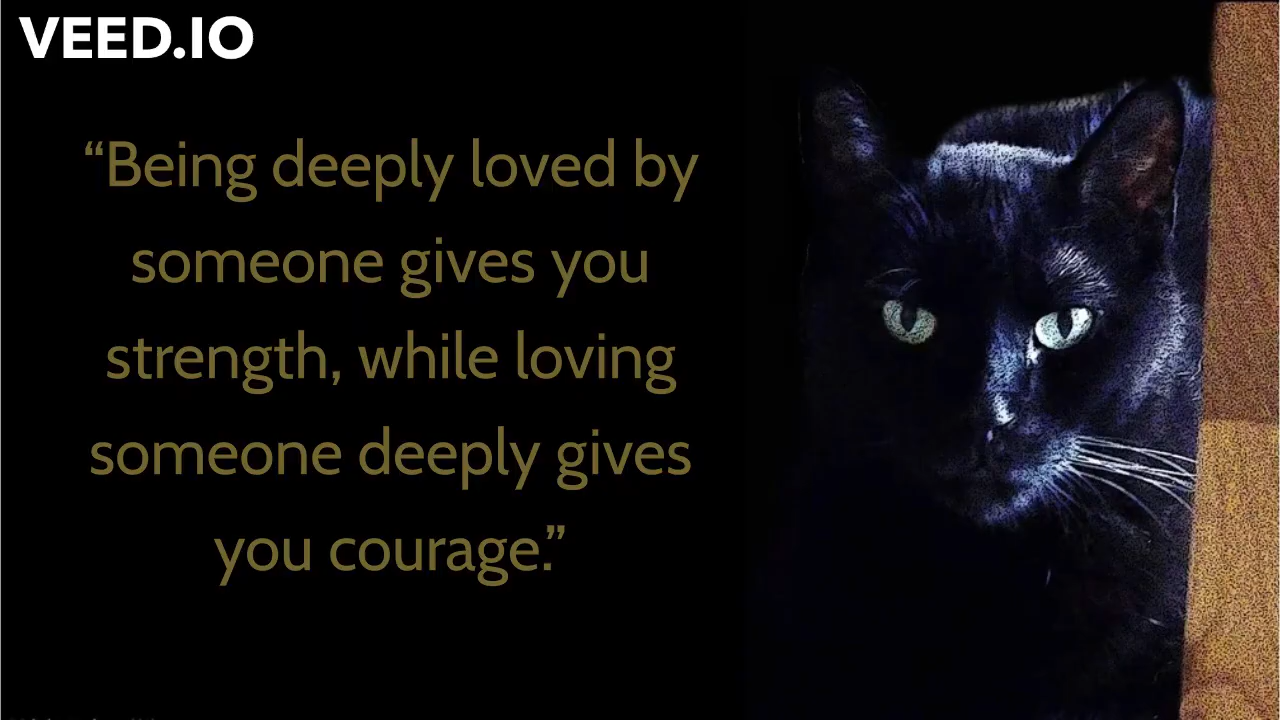 VEED.IO
“Being deeply loved by
someone gives you
strength, while loving
someone deeply gives
you courage.”